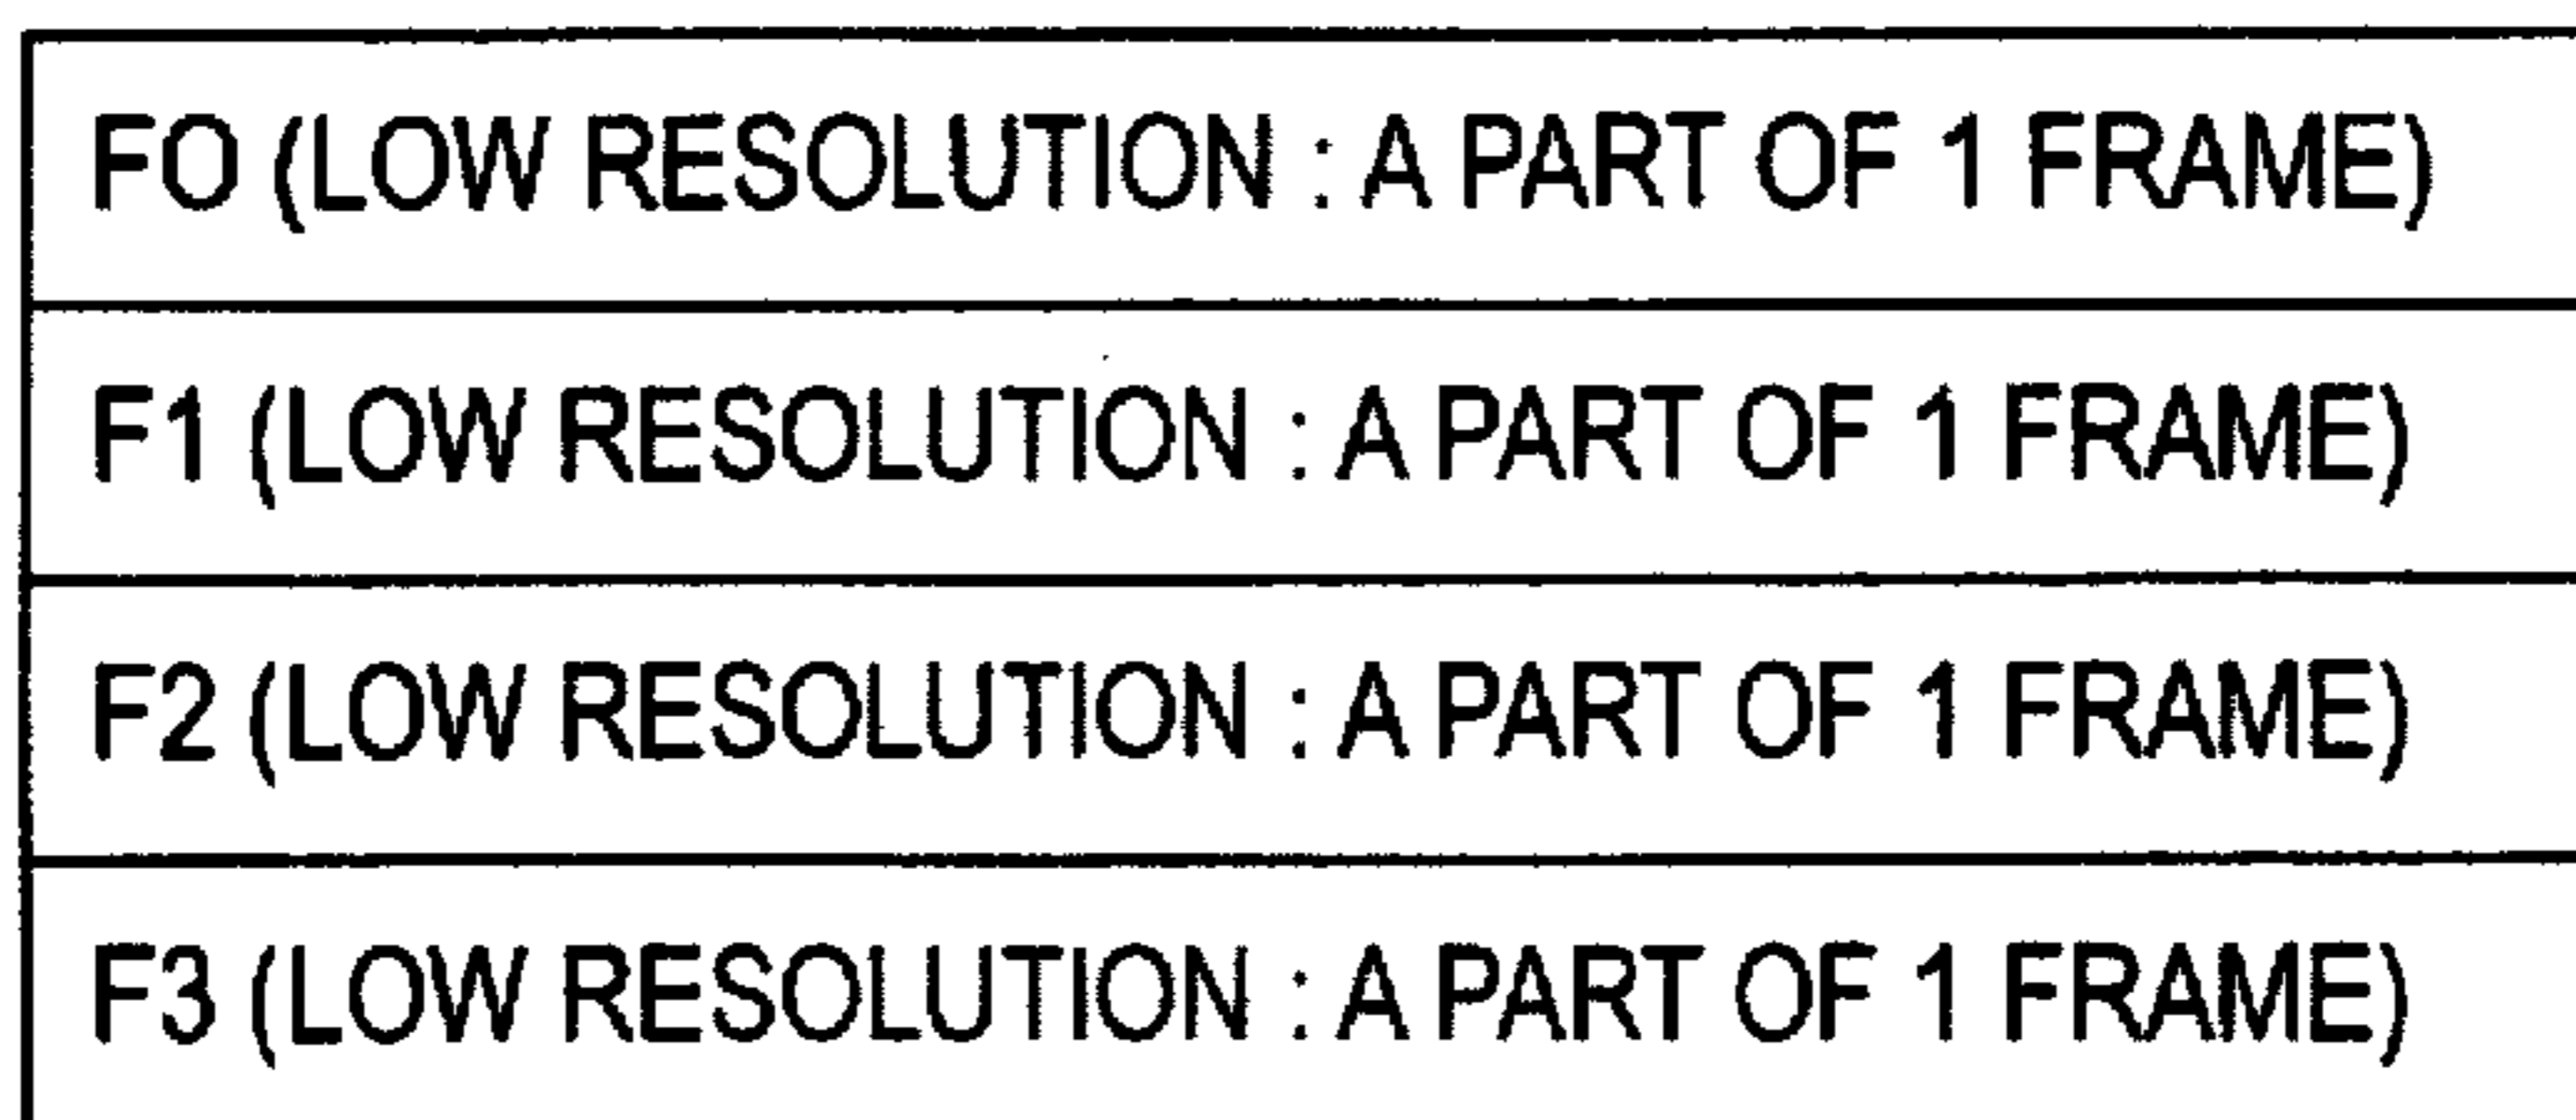 FO (LOW RESOLUTION : A PART OF 1 FRAME)
F1 (LOW RESOLUTION : A PART OF 1 FRAME)
F2 (LOW RESOLUTION : A PART OF 1 FRAME)
F3 (LOW RESOLUTION : A PART OF 1 FRAME)